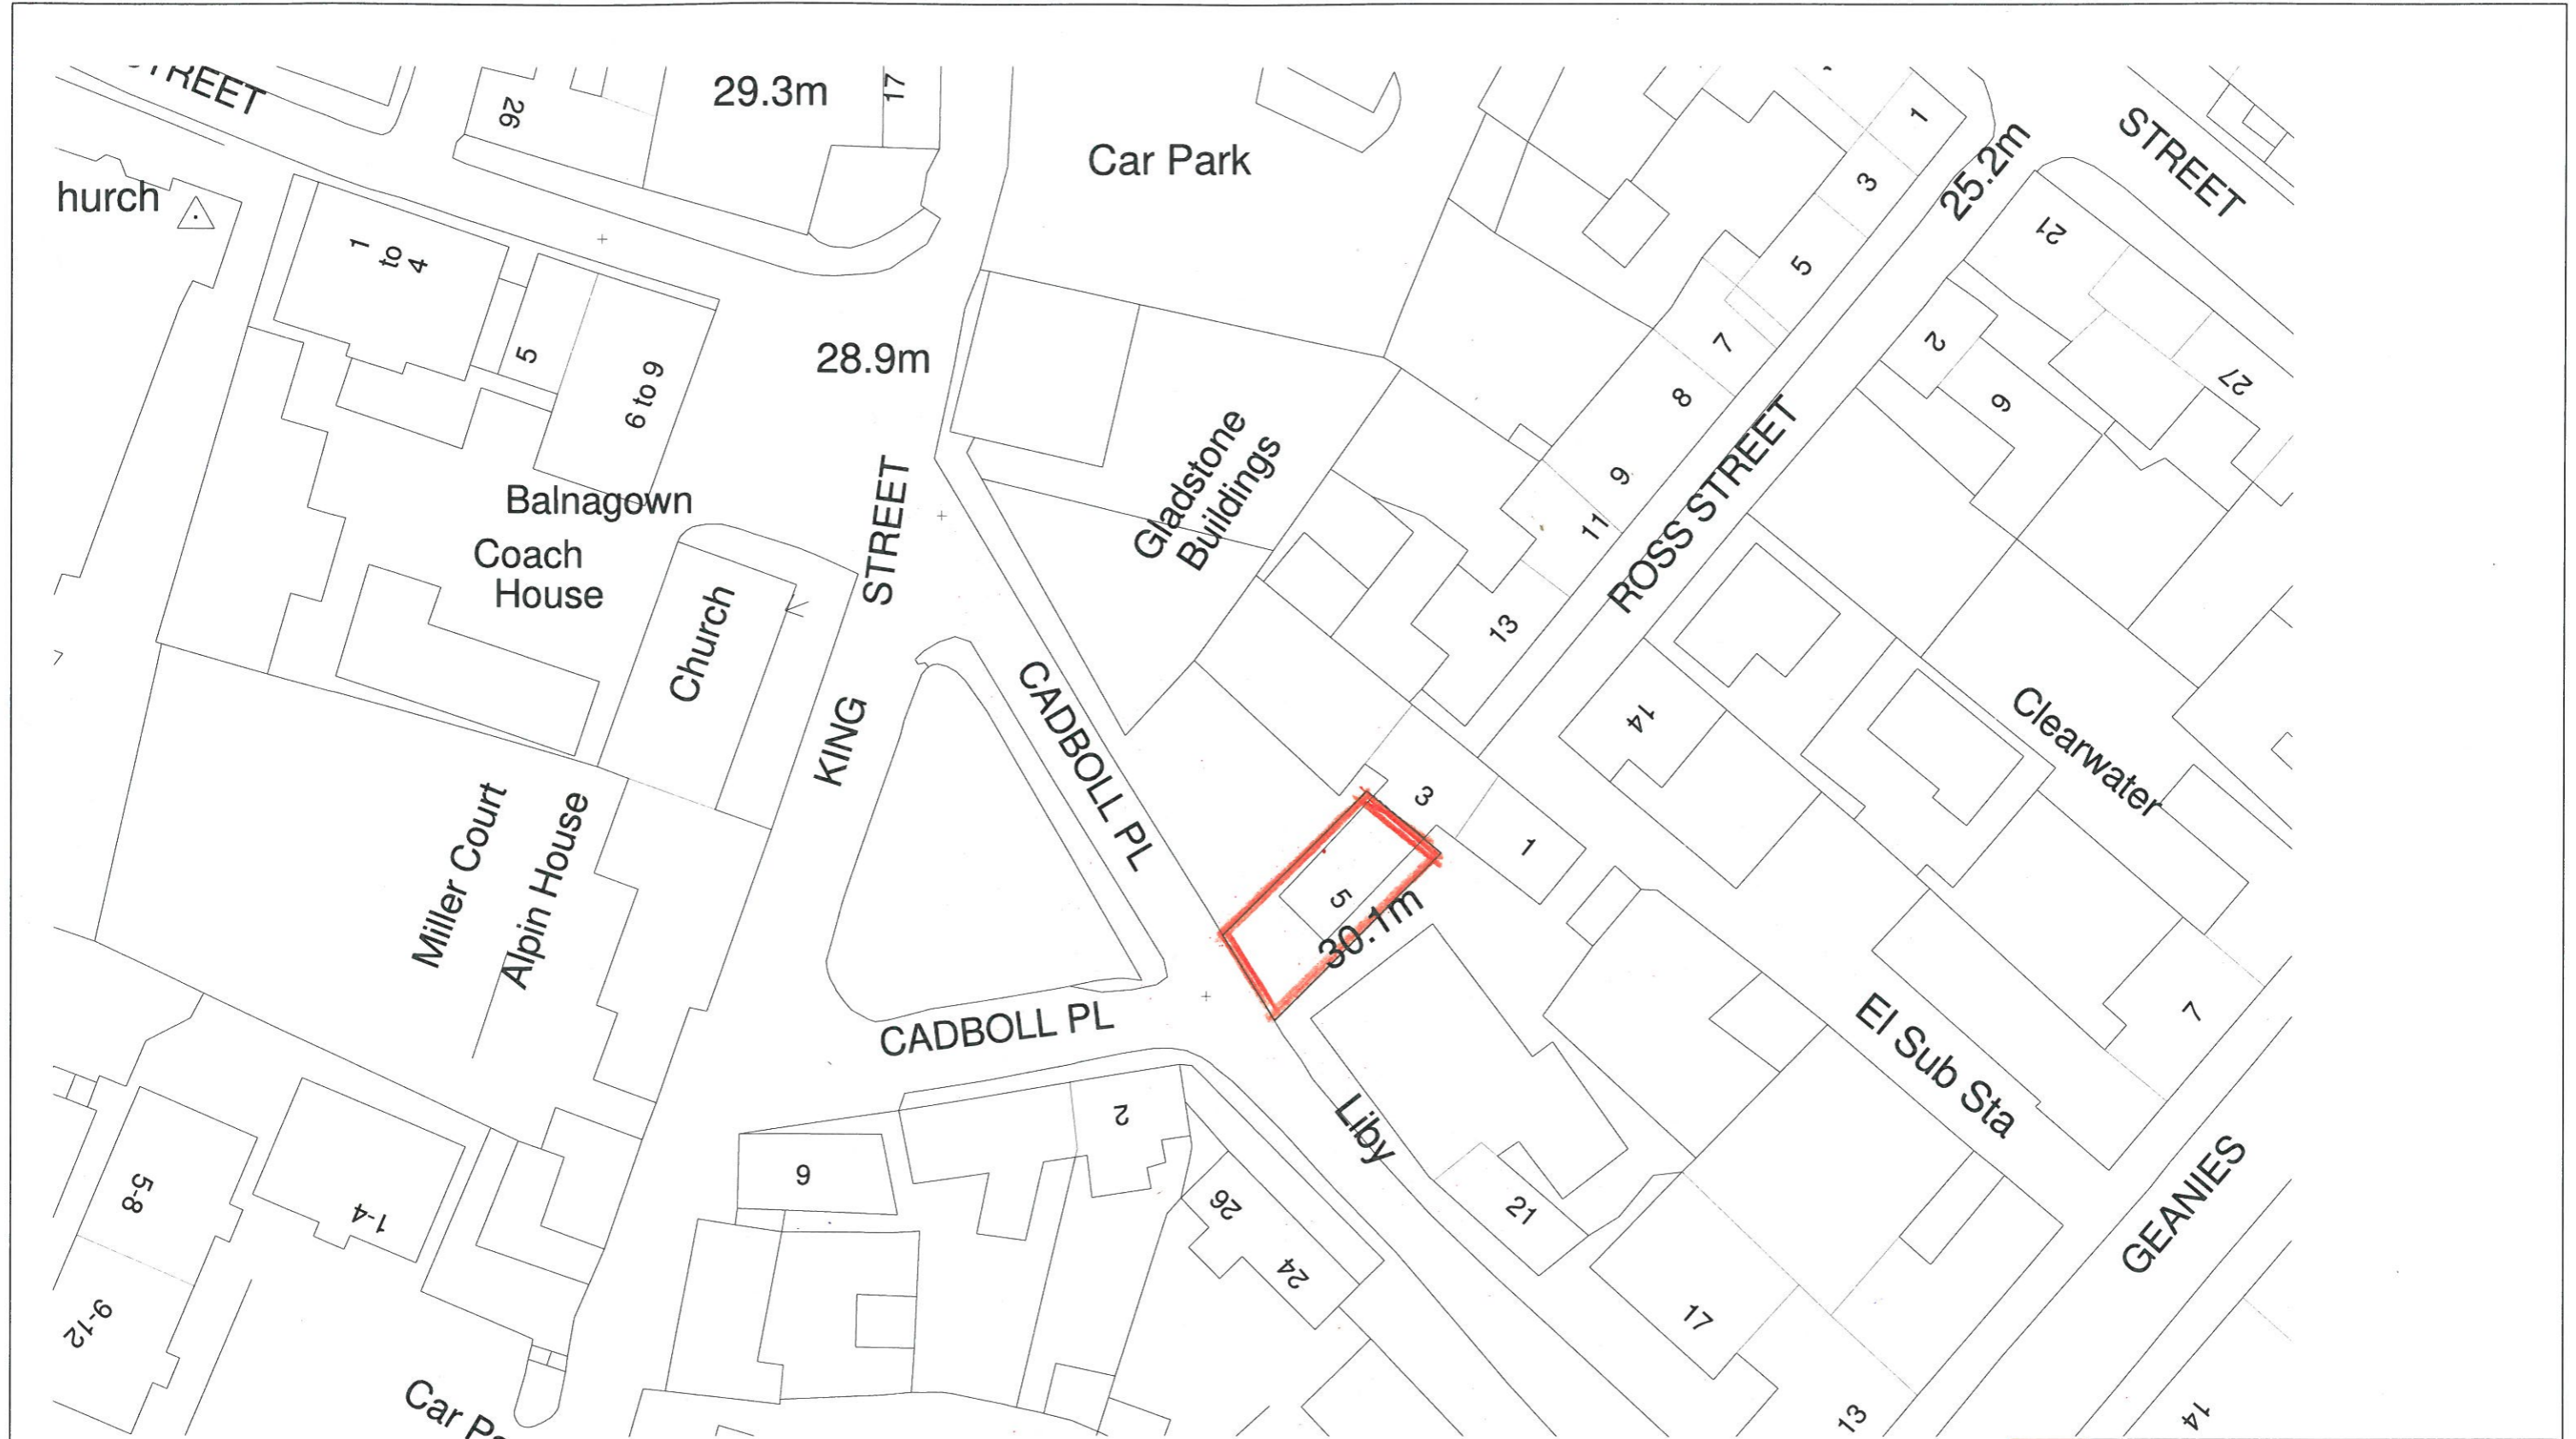 STREET
26
29.3m
17
Car Park
1
3
5
7
8
9
11
13
25.2m
STREET
21
27
2
6
hurch
1
to
4
5
6 to 9
28.9m
Balnagown
Coach
House
Church
KING
STREET
Gladstone
Buildings
ROSS STREET
CADBOLL PL
14
Clearwater
3
1
5
30.1m
Miller Court
Alpin House
CADBOLL PL
Liby
El Sub Sta
7
GEANIES
5-8
1-4
9-12
6
2
26
24
21
17
13
14
Car